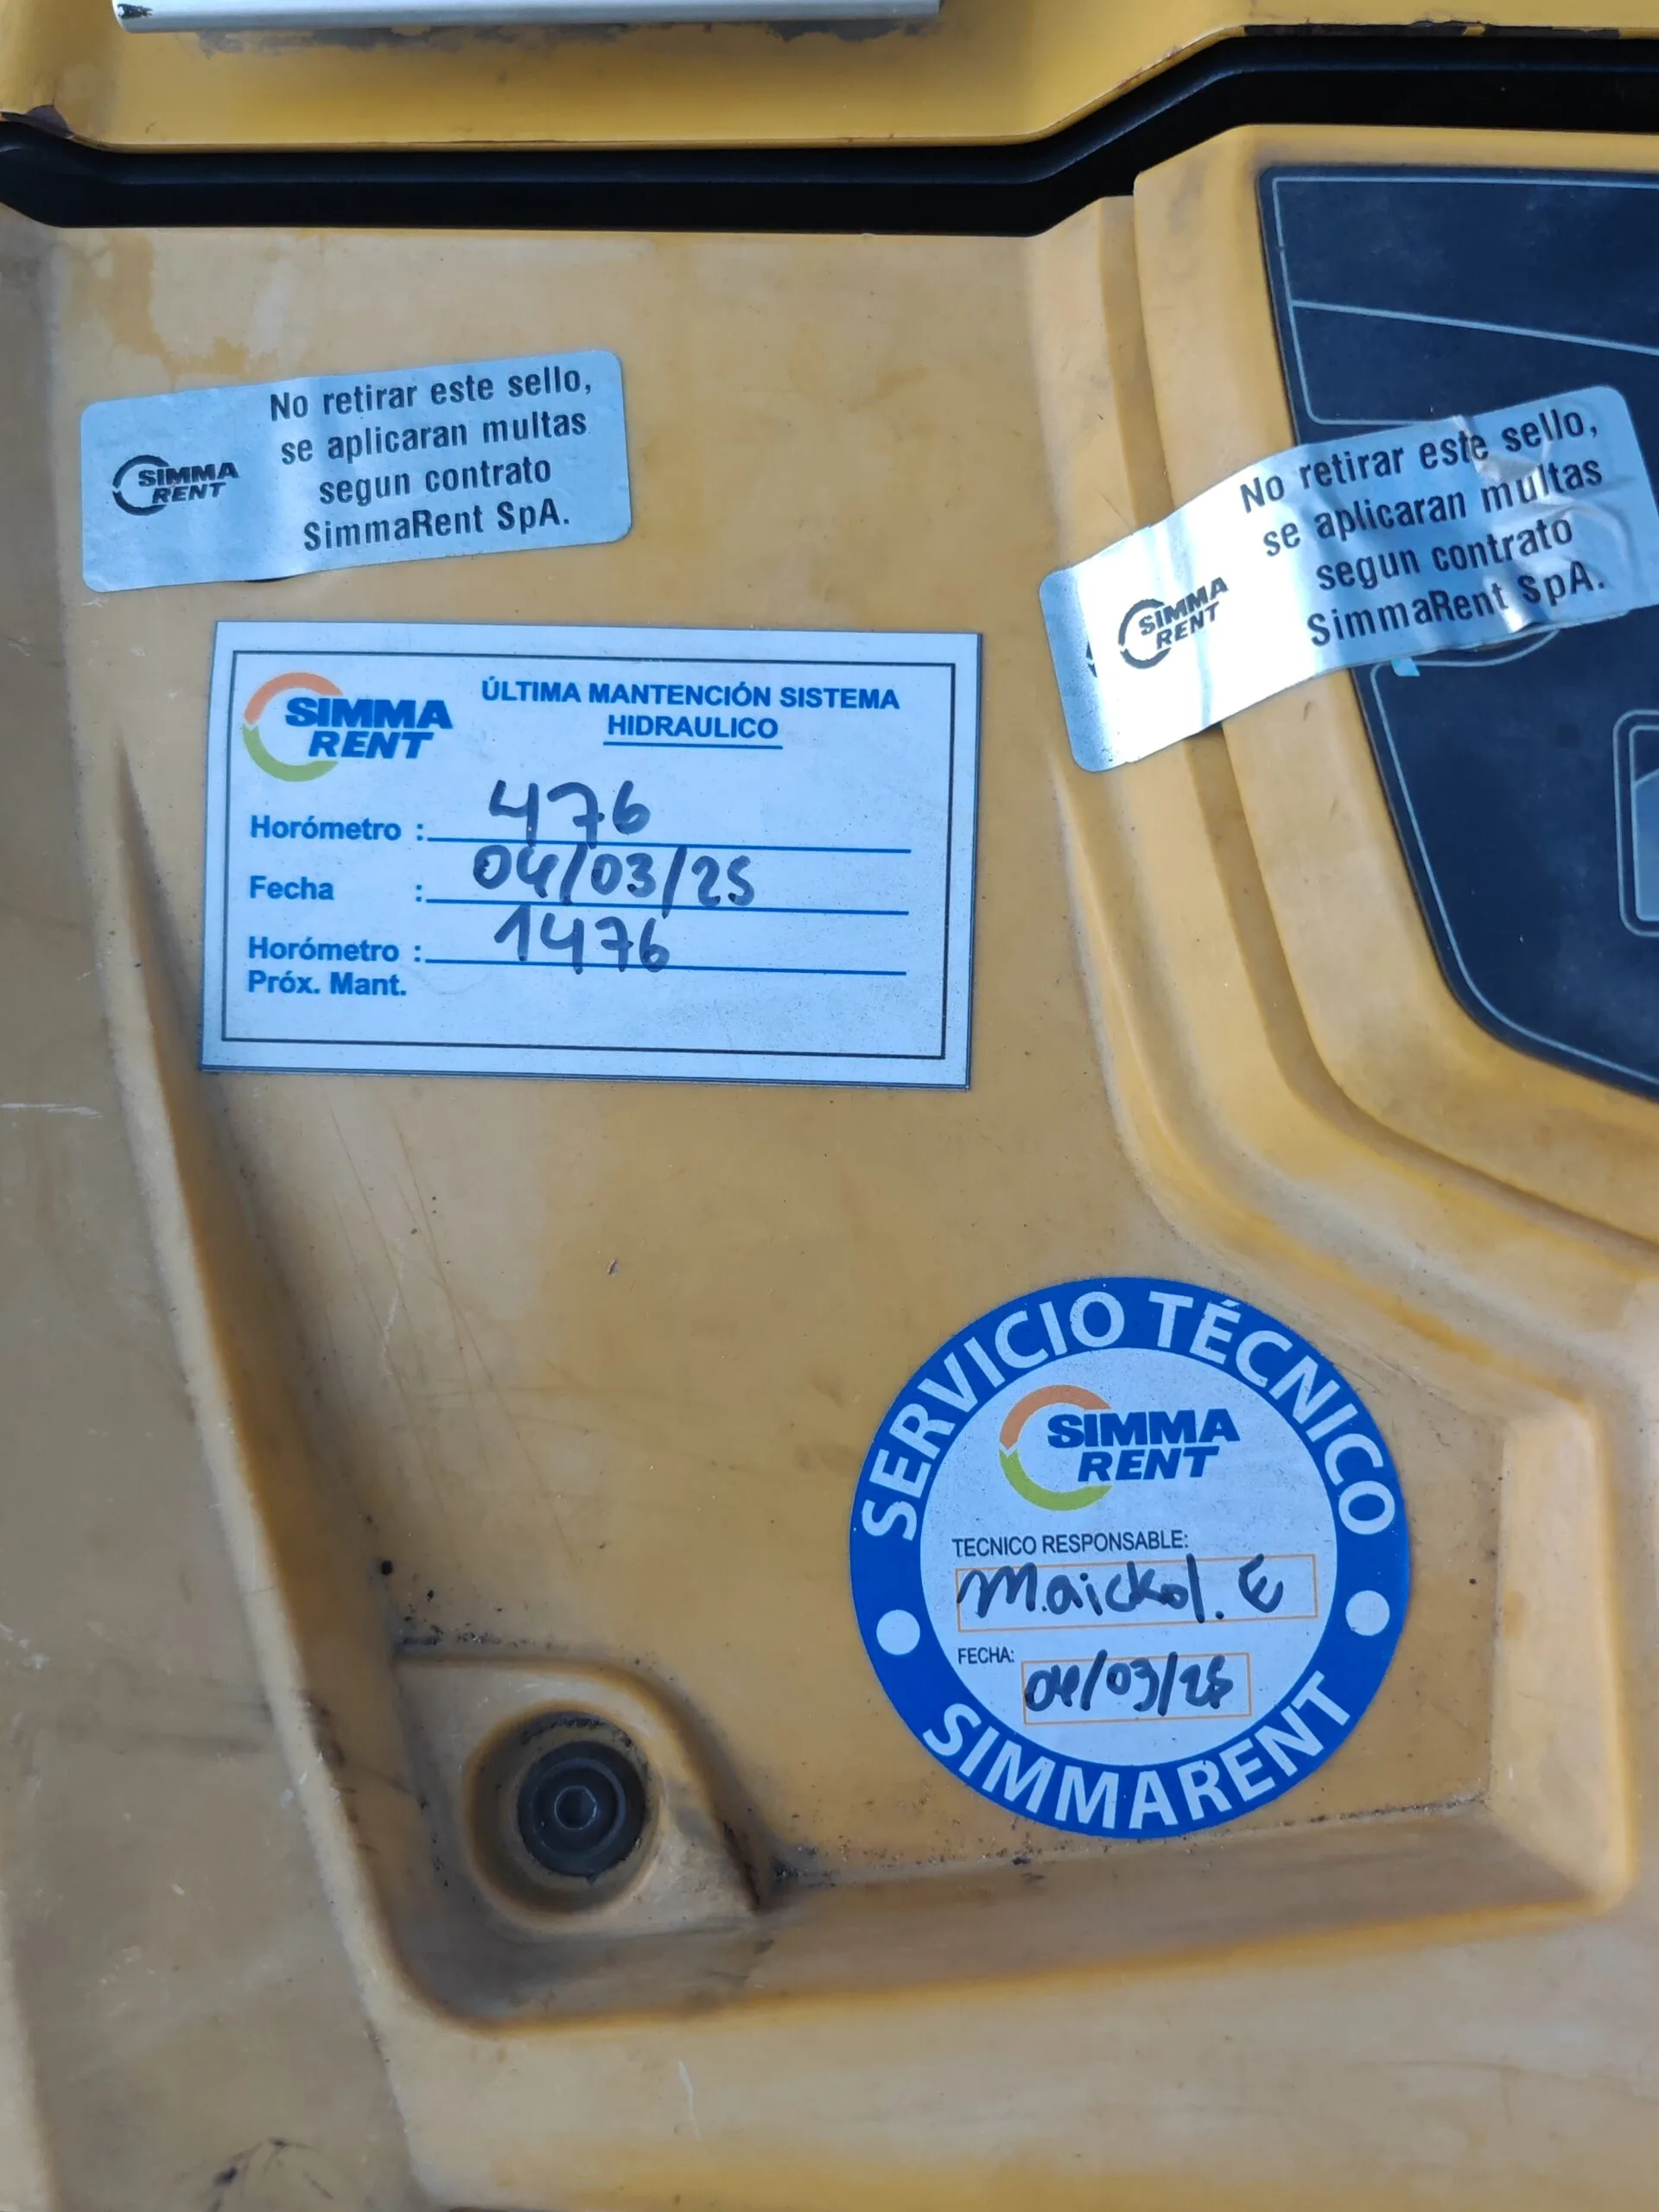 SIMMA
RENT
No retirar este sello,
se aplicaran multas
segun contrato
SimmaRent SpA.
SIMMA
RENT
No retirar este sello,
se aplicaran multas
segun contrato
SimmaRent SpA.
SIMMA
RENT
ÚLTIMA MANTENCIÓN SISTEMA
HIDRAULICO
Horómetro : 476
Fecha : 04/03/25
Horómetro : 1476
Próx. Mant.
SERVICIO TÉCNICO
SIMMA
RENT
TECNICO RESPONSABLE:
Maickol. E
FECHA:
04/03/25
SIMMARENT